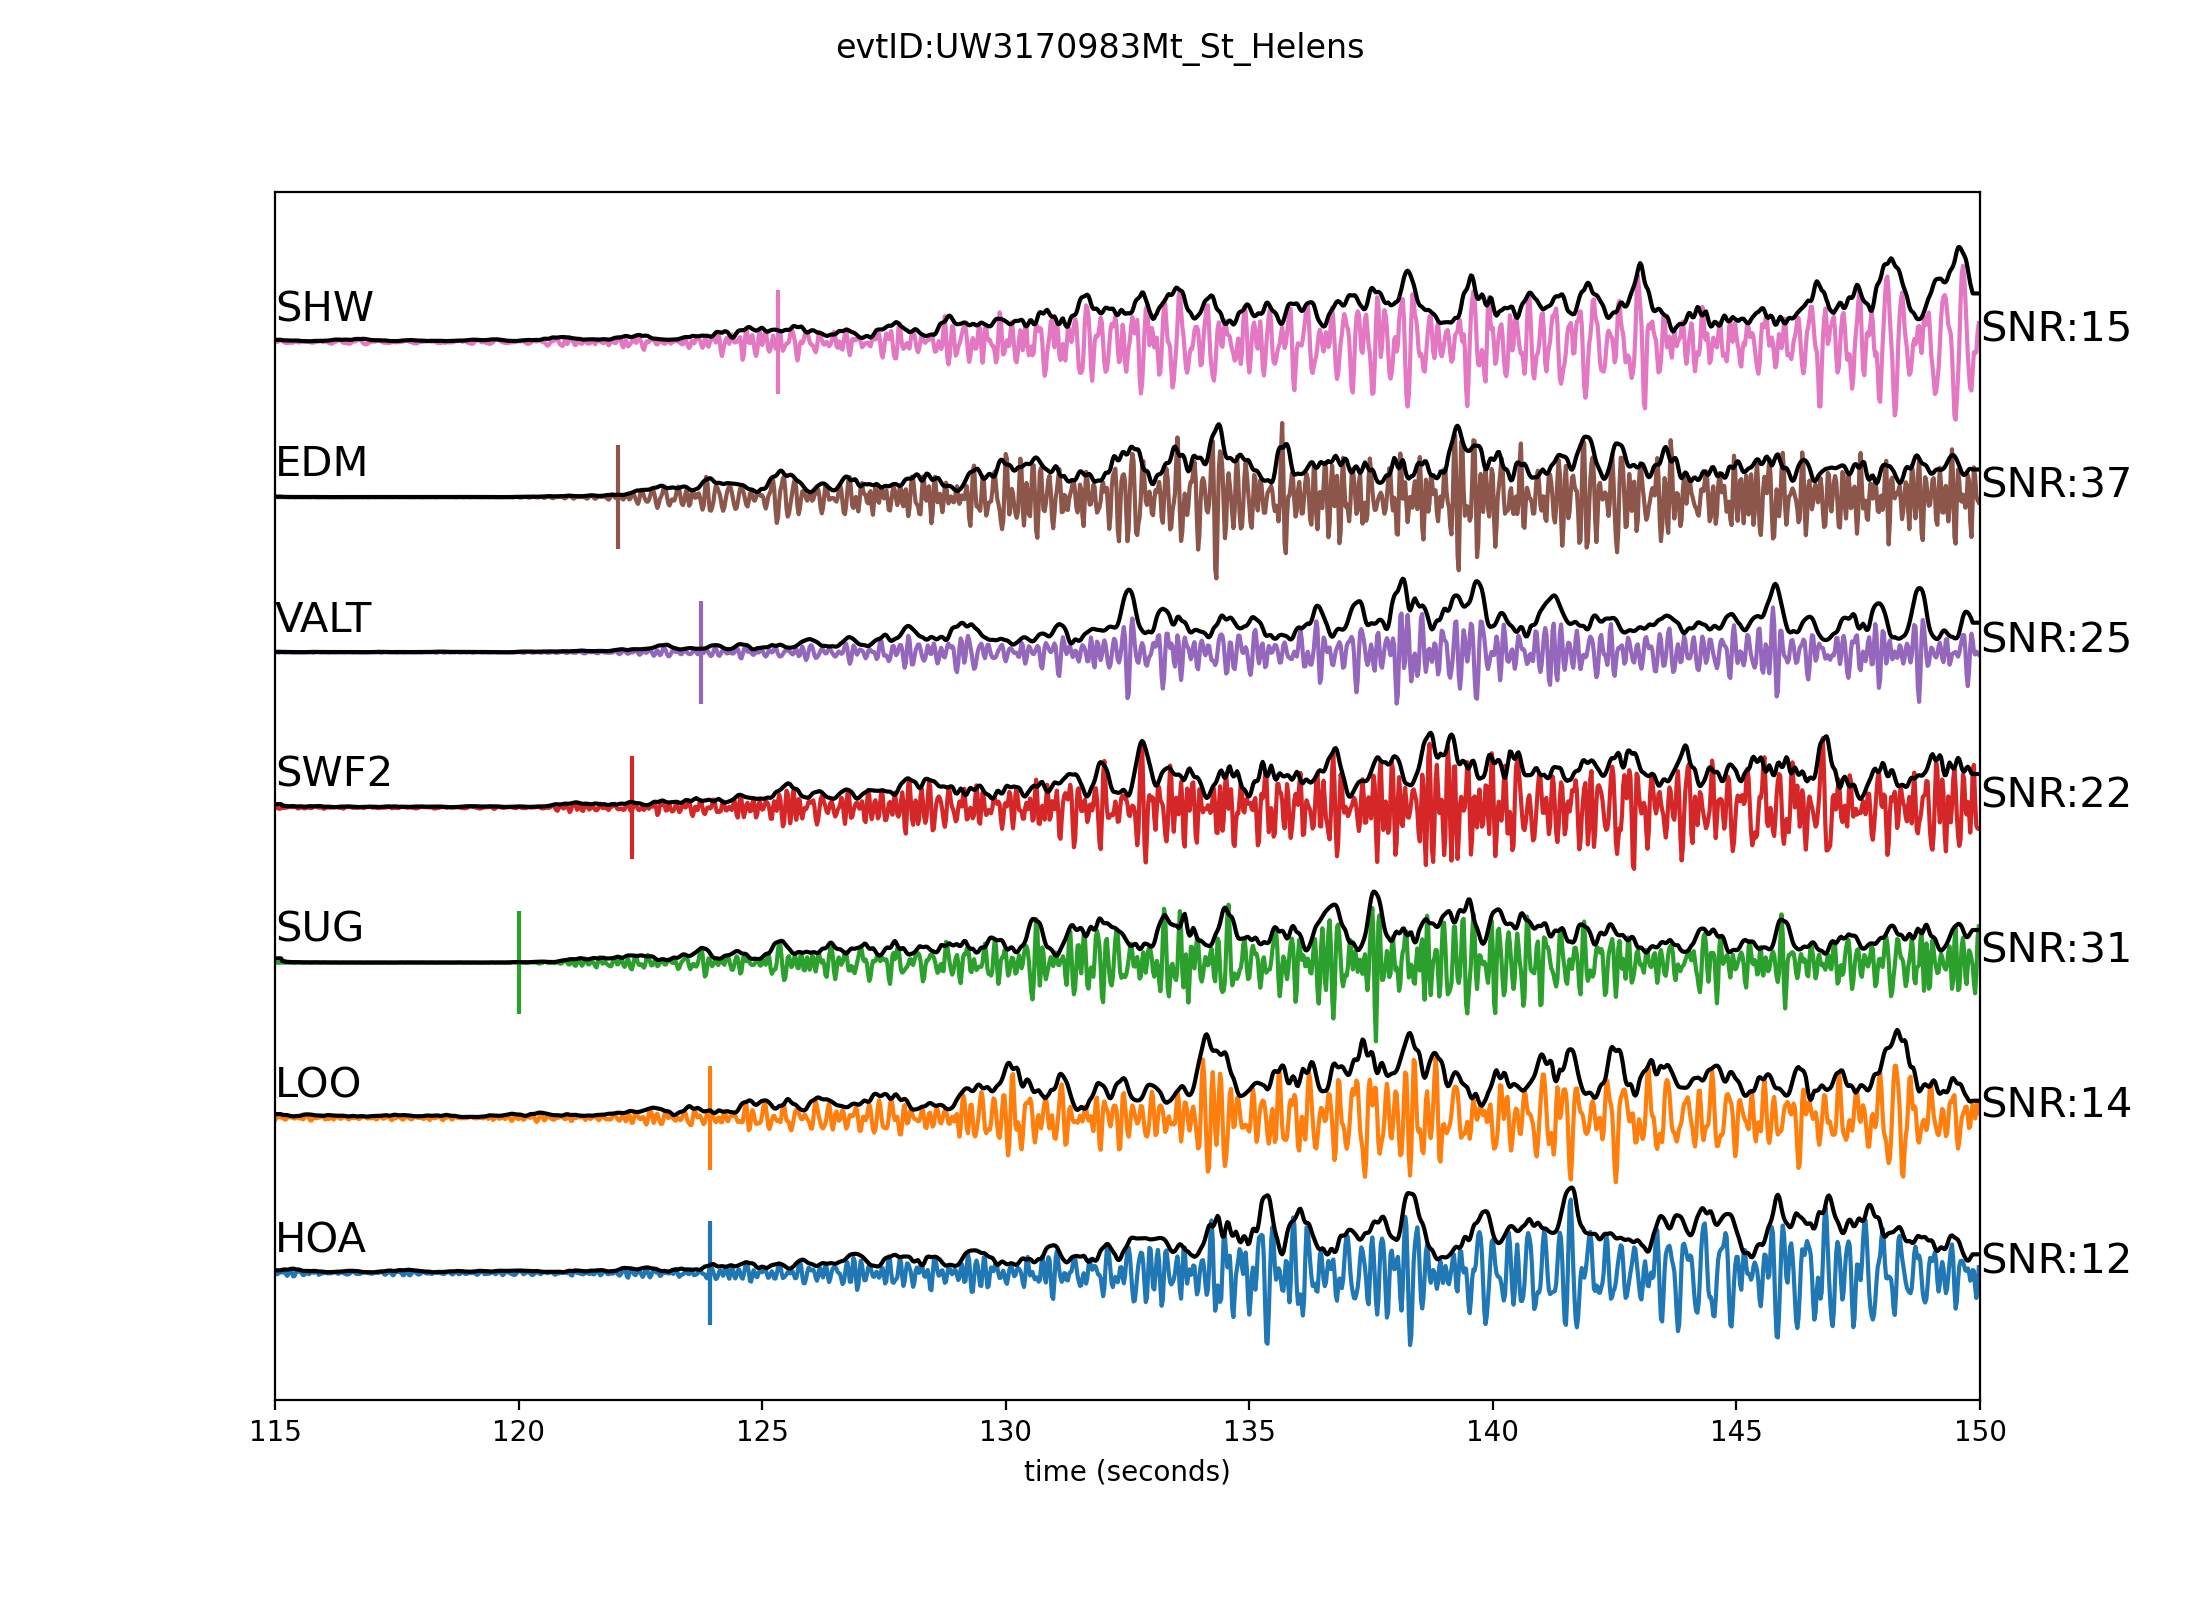 evtID:UW3170983Mt_St_Helens
SHW SNR:15
EDM SNR:37
VALT SNR:25
SWF2 SNR:22
SUG SNR:31
LOO SNR:14
HOA SNR:12
115 120 125 130 135 140 145 150
time (seconds)